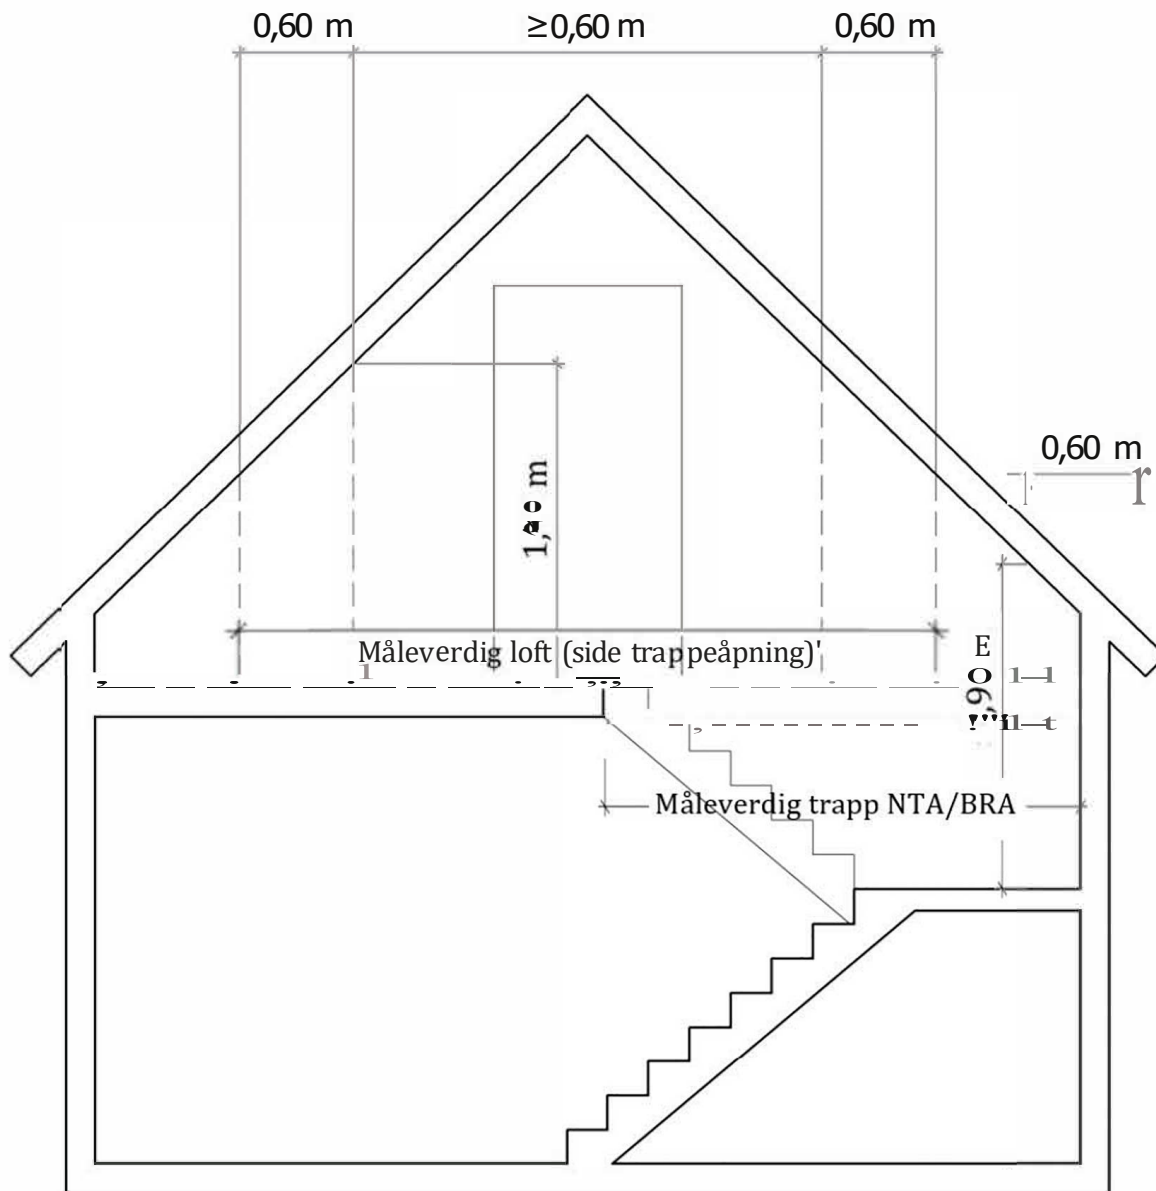 0,60 m
≥0,60 m
0,60 m
0,60 m
Måleverdig loft (side trappeåpning)'
Måleverdig trapp NTA/BRA